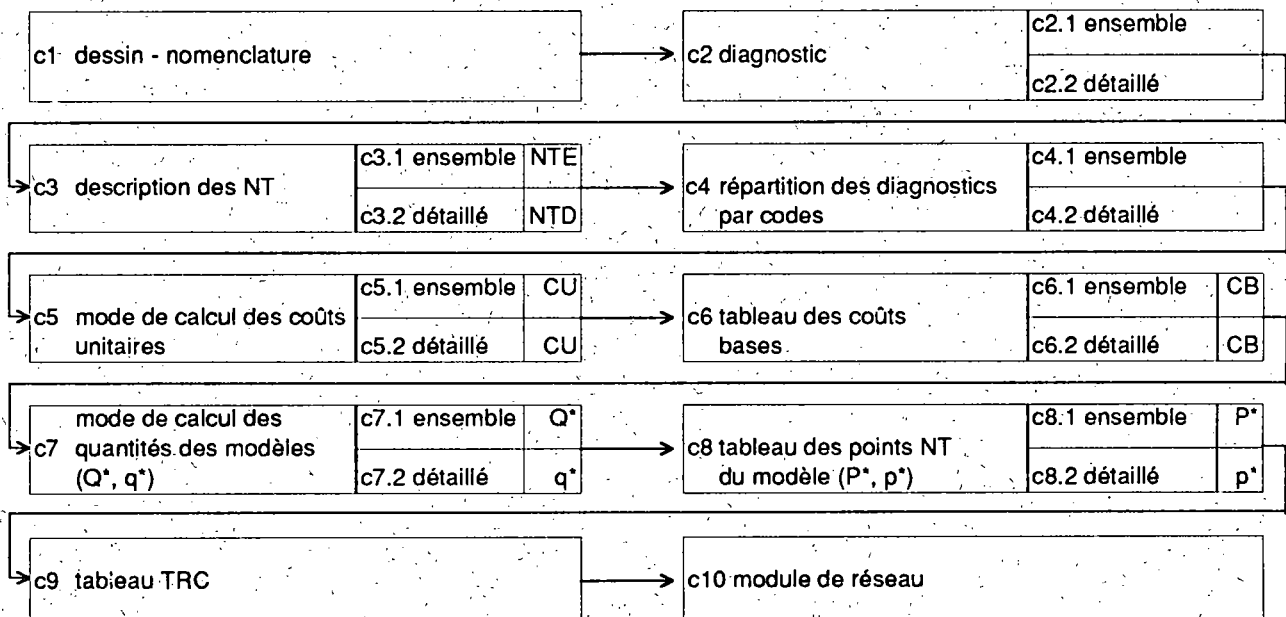 c1 dessin - nomenclature
c2 diagnostic
c2.1 ensemble
c2.2 détaillé
c3 description des NT
c3.1 ensemble NTE
c3.2 détaillé NTD
c4 répartition des diagnostics
par codes
c4.1 ensemble
c4.2 détaillé
c5 mode de calcul des coûts
unitaires
c5.1 ensemble CU
c5.2 détaillé CU
c6 tableau des coûts
bases
c6.1 ensemble CB
c6.2 détaillé CB
mode de calcul des
c7 quantités des modèles
(Q*, q*)
c7.1 ensemble Q*
c7.2 détaillé q*
c8 tableau des points NT
du modèle (P*, p*)
c8.1 ensemble P*
c8.2 détaillé p*
c9 tableau TRC
c10 module de réseau